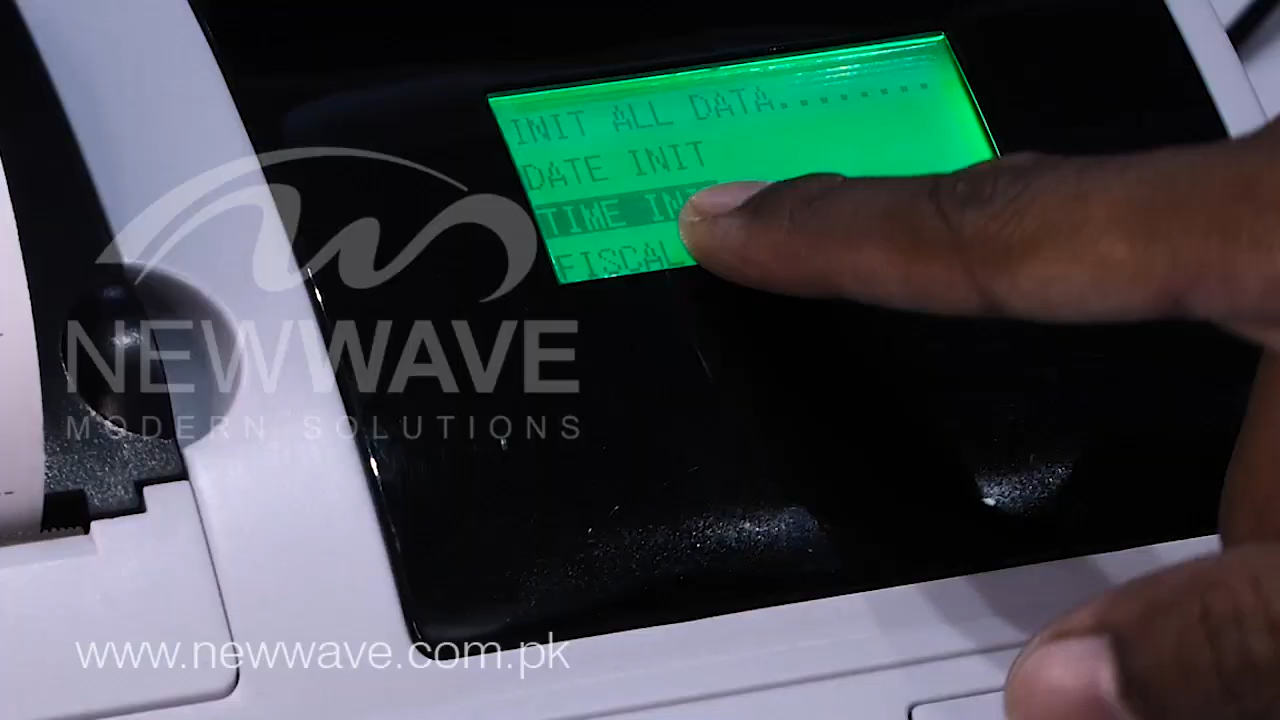 INIT ALL DATA........
DATE INIT
TIME
FISCAL
NEWWAVE
MODERN SOLUTIONS
www.newwave.com.pk